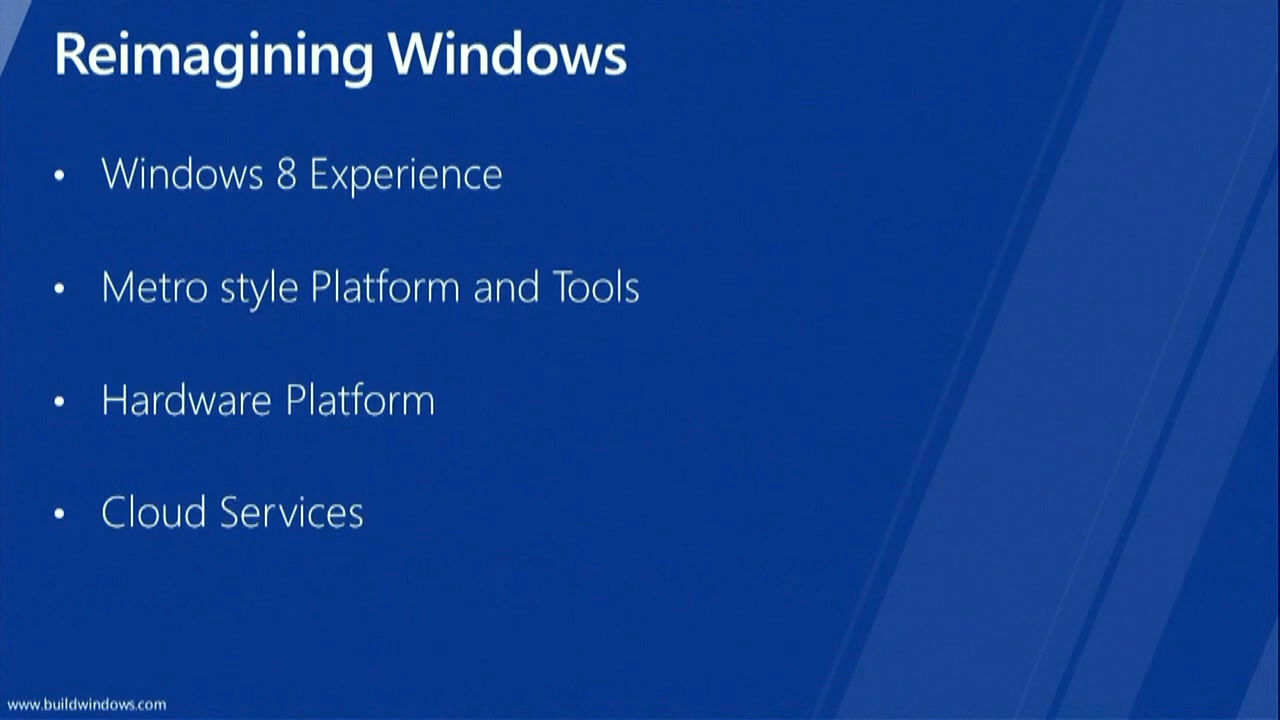 Reimagining Windows
• Windows 8 Experience
• Metro style Platform and Tools
• Hardware Platform
• Cloud Services
www.buildwindows.com